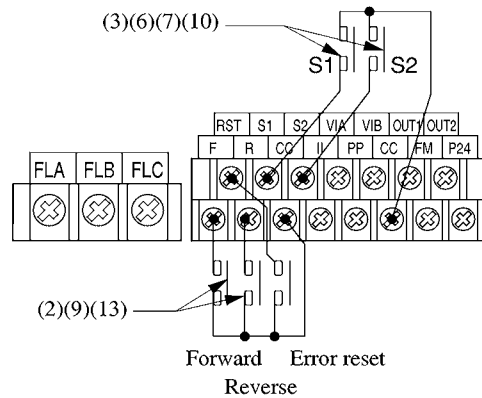 (3)(6)(7)(10)
S1 S2
RST S1 S2 VIA VIB OUT1 OUT2
F R CC II PP CC FM P24
FLA FLB FLC
(2)(9)(13)
Forward Error reset
Reverse